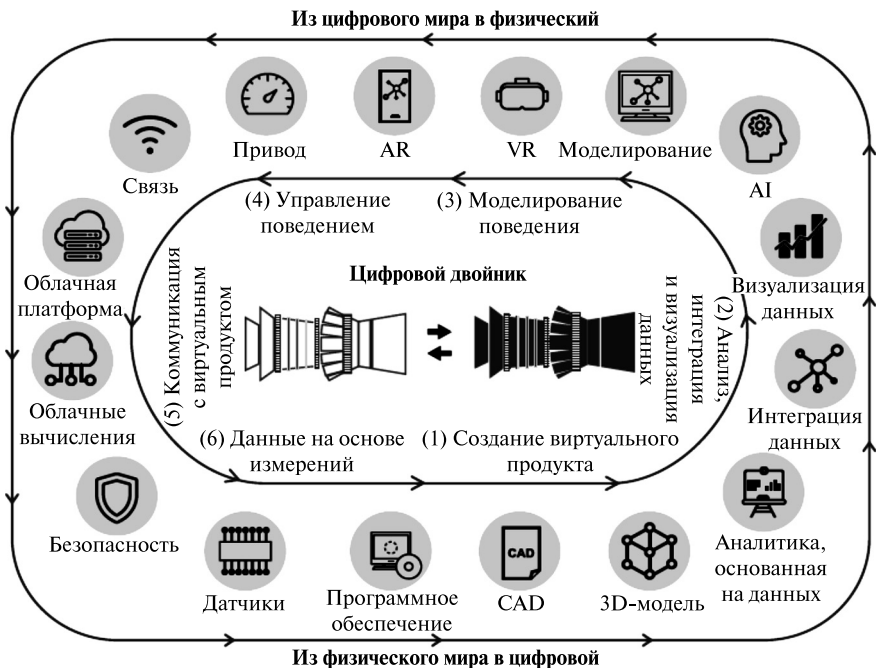 Из цифрового мира в физический
Привод
AR
VR
Моделирование
Связь
AI
(4) Управление
поведением
(3) Моделирование
поведения
Облачная
платформа
Цифровой двойник
Визуализация
данных
(5) Коммуникация
с виртуальным
продуктом
(2) Анализ,
интеграция
и визуализация
данных
Облачные
вычисления
Интеграция
данных
(6) Данные на основе
измерений
(1) Создание виртуального
продукта
Безопасность
Датчики
Программное
обеспечение
CAD
CAD
3D-модель
Аналитика,
основанная
на данных
Из физического мира в цифровой